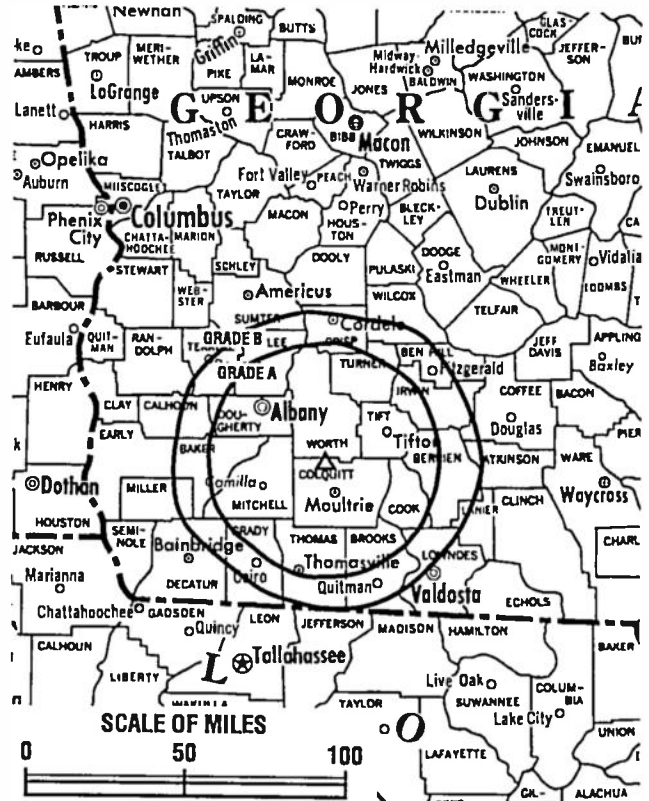 Newnan
SPALDING
Griffin
BUTTS
GLAS-
COCK
JEFFER-
SON
TROUP
MERI-
WETHER
PIKE
LA-
MAR
MONROE
JONES
Midway-
Hardwick
Milledgeville
BALDWIN
WASHINGTON
Sanders-
ville
AMBERS
LaGrange
Lanett
UPSON
Thomaston
GEORGI
HARRIS
TALBOT
CRAW-
FORD
BIBB
Macon
WILKINSON
JOHNSON
EMANUEL
Opelika
Auburn
MUSCOGEE
TAYLOR
Fort Valley
PEACH
TWIGGS
Warner Robins
LAURENS
Dublin
Swainsboro
Phenix
City
Columbus
CHATTA-
HOOCHEE
MARION
MACON
Perry
HOUS-
TON
BLECK-
LEY
TREUT-
LEN
RUSSELL
STEWART
SCHLEY
DOOLY
PULASKI
DODGE
Eastman
MONT-
GOMERY
WHEELER
Vidalia
TOOMBS
WEB-
STER
Americus
WILCOX
TELFAIR
BARBOUR
SUMTER
Cordele
CRISP
Eufaula
QUIT-
MAN
RAN-
DOLPH
GRADE B
LEE
GRADE A
TURNER
BEN HILL
Fitzgerald
JEFF
DAVIS
APPLING
Baxley
HENRY
CLAY
CALHOUN
DOU-
GHERTY
Albany
IRWIN
COFFEE
BACON
EARLY
BAKER
WORTH
TIFT
Tifton
Douglas
PIER
BERRIEN
ATKINSON
WARE
Dothan
MILLER
Camilla
MITCHELL
COLQUITT
Moultrie
COOK
LANIER
CLINCH
Waycross
HOUSTON
SEMI-
NOLE
GRADY
THOMAS
BROOKS
LOWNDES
CHARL
JACKSON
Bainbridge
Cairo
Thomasville
Quitman
Valdosta
Marianna
DECATUR
ECHOLS
Chattahoochee
GADSDEN
LEON
JEFFERSON
MADISON
HAMILTON
Quincy
BAKER
CALHOUN
L
Tallahassee
LIBERTY
WAKULLA
TAYLOR
Live Oak
SUWANNEE
COLUM-
BIA
Lake City
O
UNION
LAFAYETTE
GIL-
ALACHUA
SCALE OF MILES
0 50 100